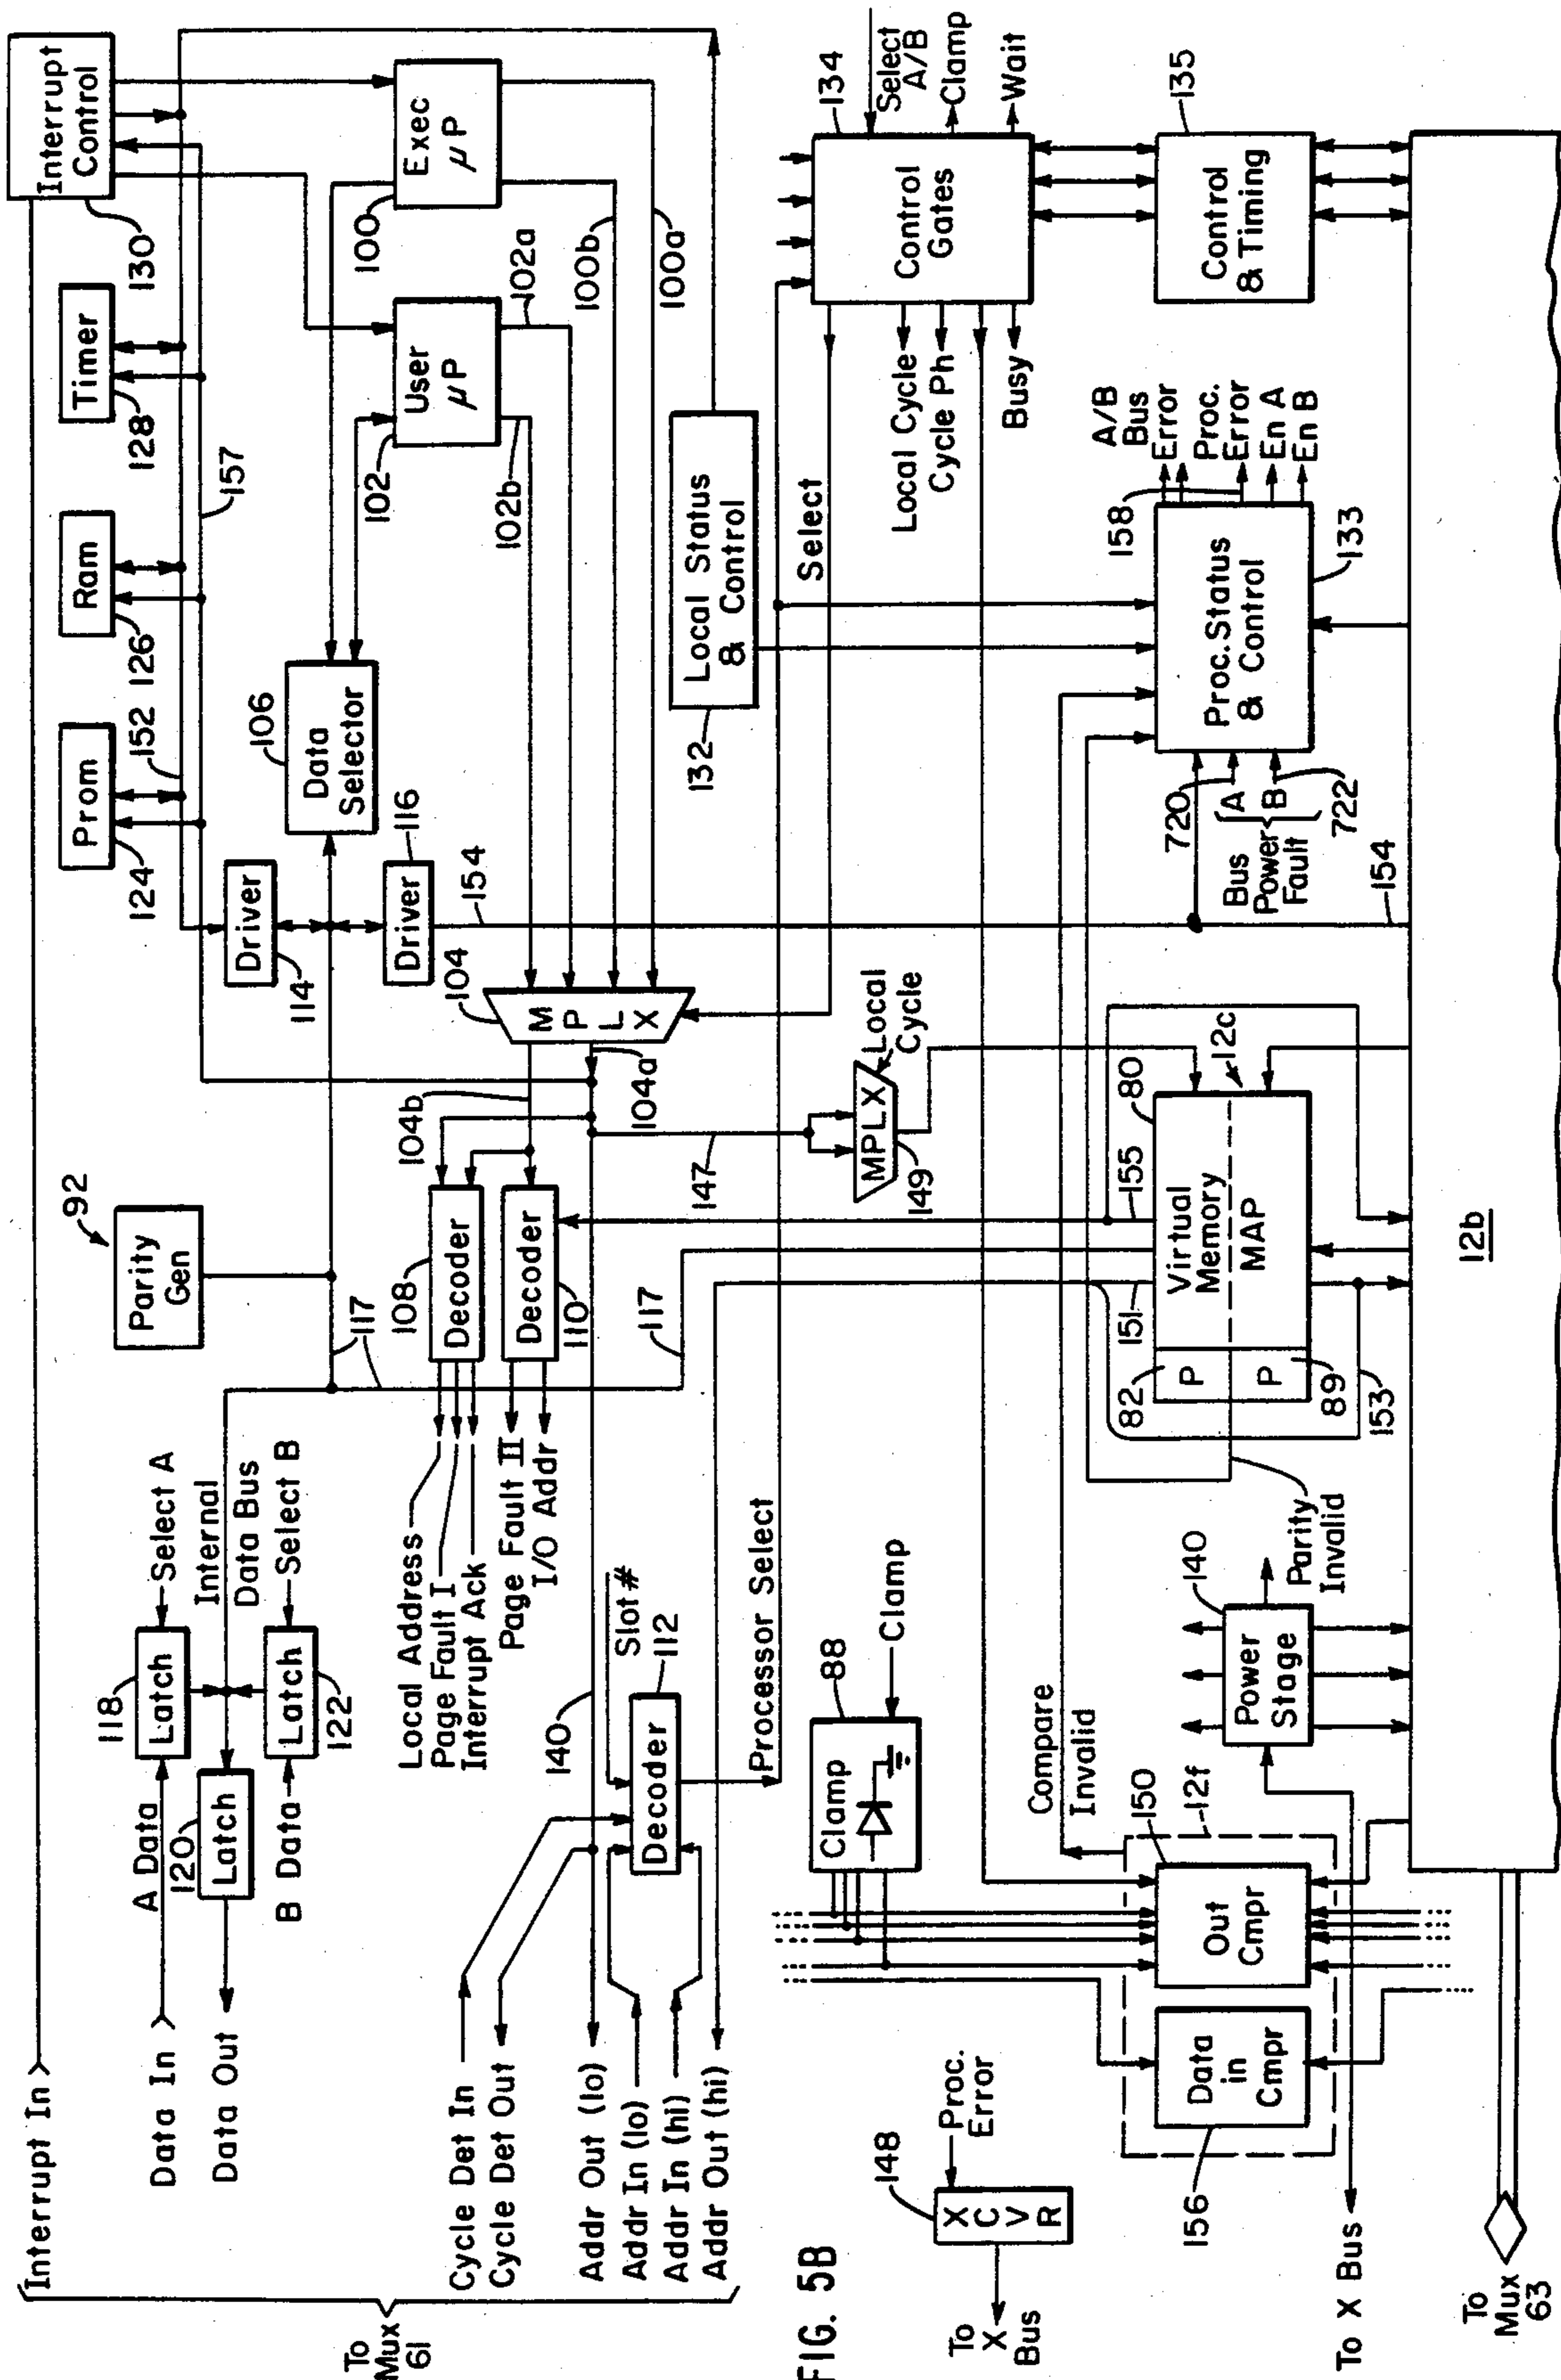 Interrupt In
Interrupt
Control
130
Timer
128
157
Ram
126
Prom
124
152
Exec
μP
100
100b
100a
User
μP
102
102a
102b
Data
Selector
106
Driver
114
Driver
116
154
M
P
L
X
104
104a
104b
Parity
Gen
92
117
117
Local Status
& Control
132
Select
118
Latch
Select A
A Data
120
Latch
Internal
Data Bus
B Data
Latch
122
Select B
Data In
Data Out
Decoder
108
Decoder
110
Local Address
Page Fault I
Interrupt Ack
Page Fault II
I/O Addr
140
Slot #
Decoder
112
Processor Select
Cycle Det In
Cycle Det Out
Addr Out (lo)
Addr In (lo)
Addr In (hi)
Addr Out (hi)
To
Mux
61
FIG. 5B
147
MPLX
149
Local
Cycle
134
Select
A/B
Clamp
Wait
Control
Gates
Local Cycle
Cycle Ph
Busy
135
Control
& Timing
A/B
Bus
Error
Proc.
Error
En A
En B
158
Proc. Status
& Control
133
720
A
B
722
Bus
Power
Fault
154
12c
80
155
Virtual
Memory
MAP
151
82
P
P
89
153
Parity
Invalid
140
Power
Stage
88
Clamp
Clamp
Compare
Invalid
150
12f
Out
Cmpr
Data
in
Cmpr
156
148
X
C
V
R
Proc.
Error
To
X
Bus
To X Bus
12b
To
Mux
63